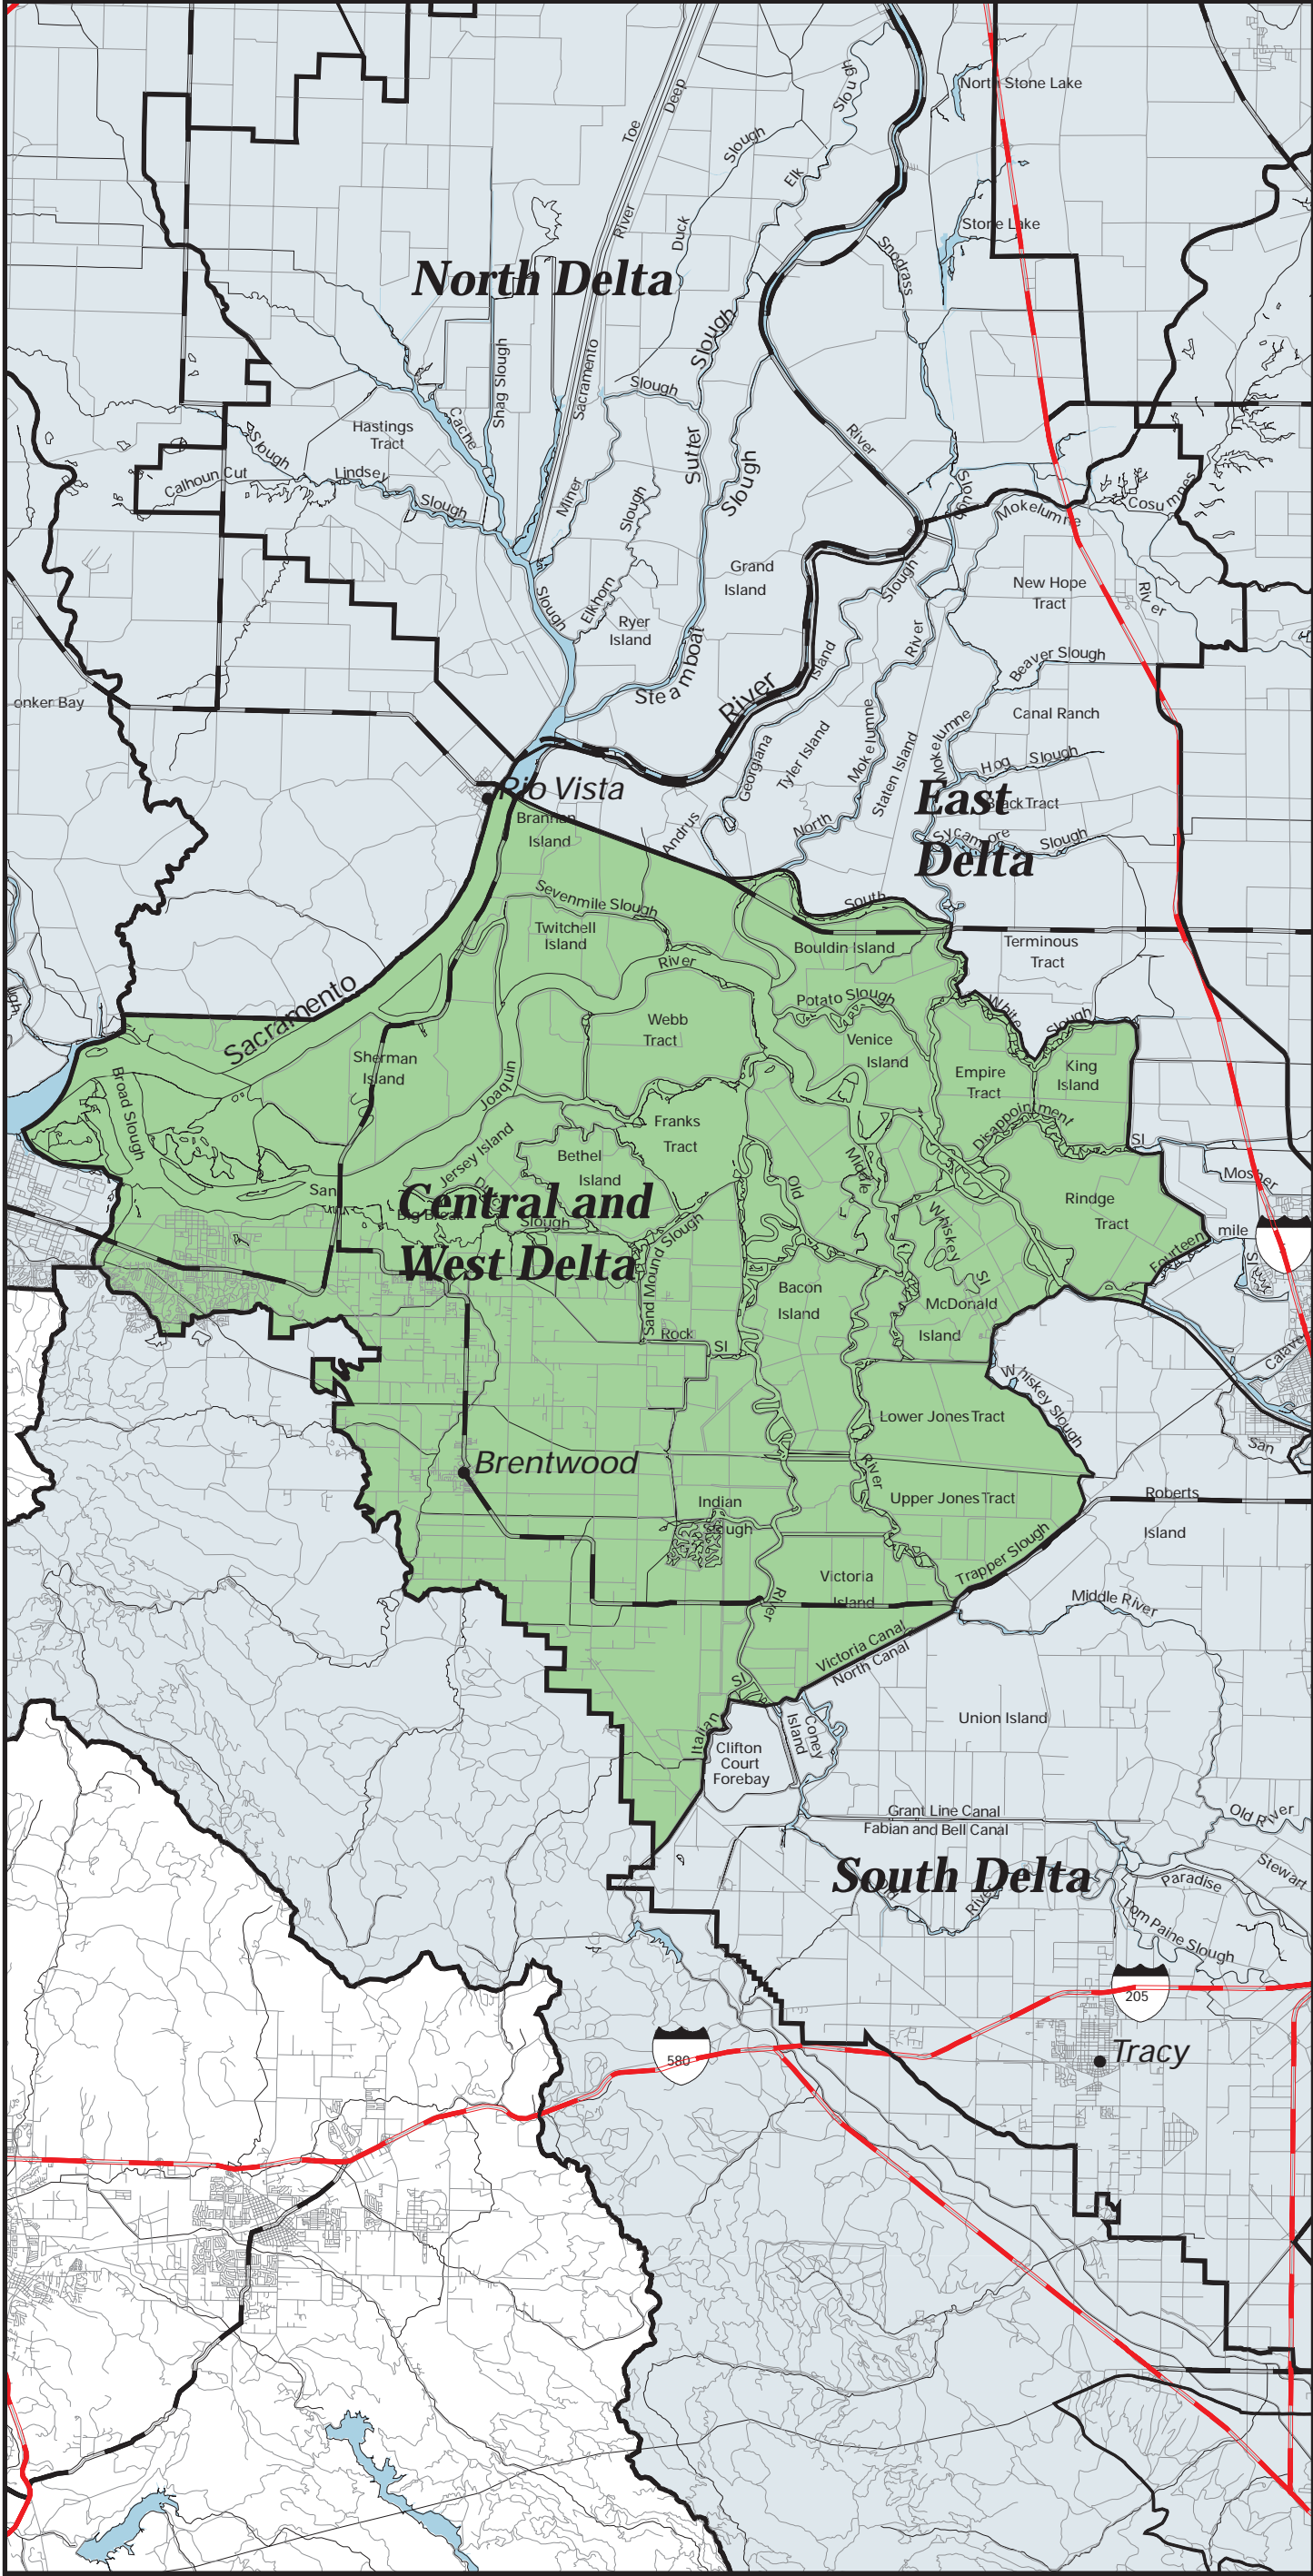 North Stone Lake
Slough
Deep
Toe
Slough
Elk
River
Duck
Stone Lake
Snodrass
North Delta
Slough
Sacramento
Shag Slough
Slough
Hastings
Tract
Cache
River
Sutter
Slough
Slough
Calhoun Cut
Lindsey
Slough
Miner
Slough
Slough
Mokelumne
Cosumnes
River
Grand
Island
New Hope
Tract
Slough
Elkhorn
Slough
Ryer
Island
Steamboat
River
Island
River
Beaver Slough
onker Bay
Canal Ranch
Georgiana
Tyler Island
Mokelumne
Staten Island
Mokelumne
Hog Slough
Rio Vista
East
Delta
Brack Tract
Brannan
Island
Andrus
North
Sycamore
Slough
Sevenmile Slough
South
Twitchell
Island
Bouldin Island
Terminous
Tract
River
Potato Slough
White
Slough
Sacramento
Webb
Tract
Venice
Island
Sherman
Island
Empire
Tract
King
Island
Broad Slough
Joaquin
Franks
Tract
Disappointment
Sl
Jersey Island
Bethel
Island
Old
Middle
Mosher
San
Big Break
Slough
Central and
West Delta
Rindge
Tract
Whiskey
Sl
Fourteen
mile
Sand Mound Slough
Bacon
Island
McDonald
Island
Rock
Sl
Calave
Whiskey Slough
Lower Jones Tract
San
Brentwood
River
Indian
Slough
Upper Jones Tract
Roberts
Island
Trapper Slough
Victoria
Island
River
Middle River
Victoria Canal
North Canal
Sl
Italian
Coney
Island
Clifton
Court
Forebay
Union Island
Grant Line Canal
Fabian and Bell Canal
Old River
South Delta
River
Paradise
Stewart
Tom Paine Slough
205
580
Tracy